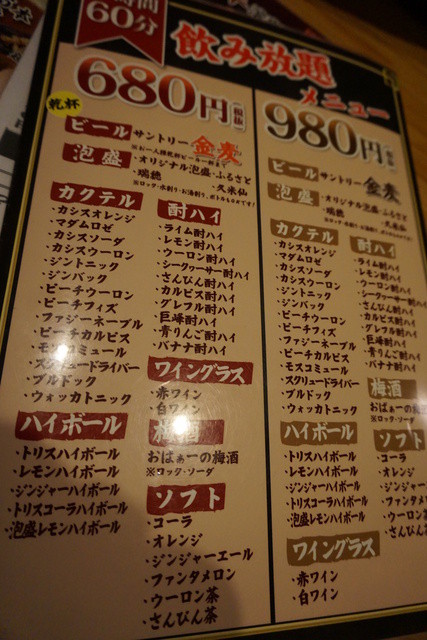 時間
60分
飲み放題
メニュー
680円
乾杯
ビール サントリー 金麦
泡盛 ・オリジナル泡盛・ふるさと
・瑞穂 ・久米仙
カクテル
・カシスオレンジ
・マダムロゼ
・カシスソーダ
・カシスウーロン
・ジントニック
・ジンバック
・ピーチウーロン
・ピーチフィズ
・ファジーネーブル
・ピーチカルピス
・モスコミュール
・スクリュードライバー
・ブルドック
・ウォッカトニック
ハイボール
・トリスハイボール
・レモンハイボール
・ジンジャーハイボール
・トリスコーラハイボール
・泡盛レモンハイボール
酎ハイ
・ライム酎ハイ
・レモン酎ハイ
・ウーロン酎ハイ
・シークヮーサー酎ハイ
・さんぴん酎ハイ
・カルピス酎ハイ
・グレフル酎ハイ
・巨峰酎ハイ
・青りんご酎ハイ
・バナナ酎ハイ
ワイングラス
・赤ワイン
・白ワイン
梅酒
おばぁーの梅酒
※ロック・ソーダ
ソフト
・コーラ
・オレンジ
・ジンジャーエール
・ファンタメロン
・ウーロン茶
・さんぴん茶
980円
ビール サントリー 金麦
泡盛 ・オリジナル泡盛・ふるさと
・瑞穂 ・久米仙
カクテル
・カシスオレンジ
・マダムロゼ
・カシスソーダ
・カシスウーロン
・ジントニック
・ジンバック
・ピーチウーロン
・ピーチフィズ
・ファジーネーブル
・ピーチカルピス
・モスコミュール
・スクリュードライバー
・ブルドック
・ウォッカトニック
ハイボール
・トリスハイボール
・レモンハイボール
・ジンジャーハイボール
・トリスコーラハイボール
・泡盛レモンハイボール
ワイングラス
・赤ワイン
・白ワイン
酎ハイ
・ライム酎ハイ
・レモン酎ハイ
・ウーロン酎ハイ
・シークヮーサー酎ハイ
・さんぴん酎ハイ
・カルピス酎ハイ
・グレフル酎ハイ
・巨峰酎ハイ
・青りんご酎ハイ
・バナナ酎ハイ
梅酒
おばぁーの梅
※ロック・ソーダ
ソフト
・コーラ
・オレンジ
・ジンジャー
・ファンタメ
・ウーロン茶
・さんぴん茶